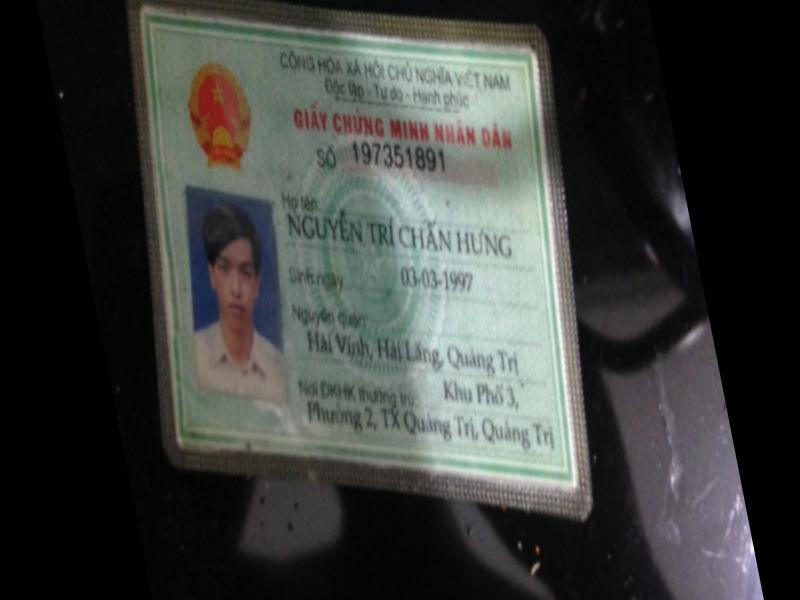 CỘNG HÒA XÃ HỘI CHỦ NGHĨA VIỆT NAM
Độc lập - Tự do - Hạnh phúc
GIẤY CHỨNG MINH NHÂN DÂN
SỐ 197351891
Họ tên:
NGUYỄN TRÍ CHẤN HƯNG
Sinh ngày 03-03-1997
Nguyên quán:
Hải Vĩnh, Hải Lăng, Quảng Trị
Nơi ĐKHK thường trú: Khu Phố 3,
Phường 2, TX Quảng Trị, Quảng Trị